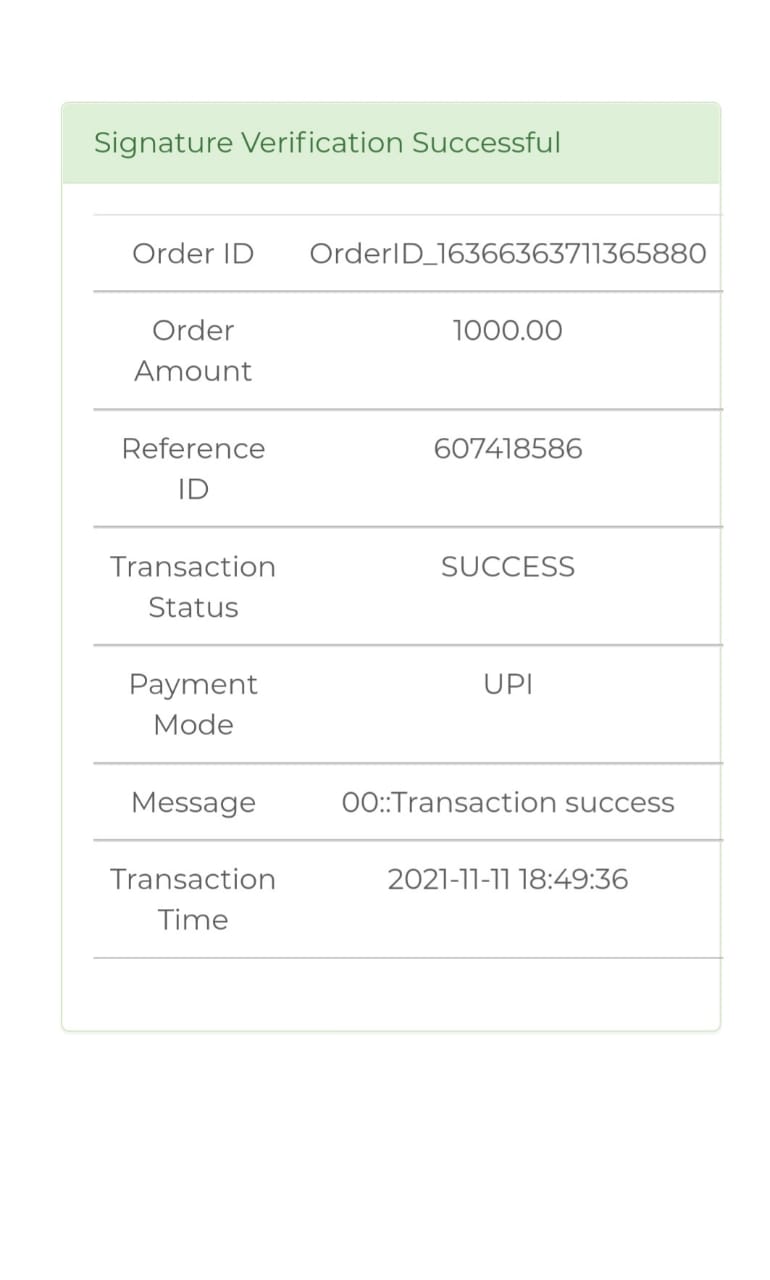 Signature Verification Successful
Order ID OrderID_16366363711365880
Order 1000.00
Amount
Reference 607418586
ID
Transaction SUCCESS
Status
Payment UPI
Mode
Message 00::Transaction success
Transaction 2021-11-11 18:49:36
Time